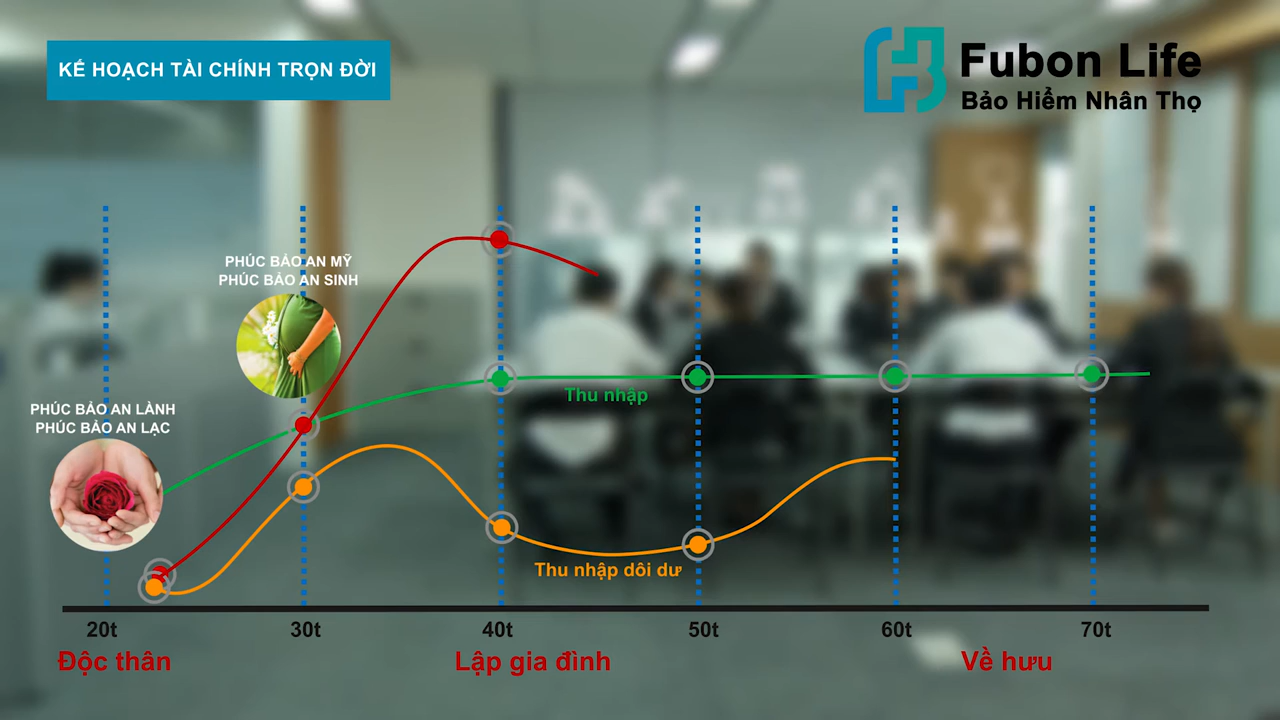 KẾ HOẠCH TÀI CHÍNH TRỌN ĐỜI
Fubon Life
Bảo Hiểm Nhân Thọ
PHÚC BẢO AN MỸ
PHÚC BẢO AN SINH
Thu nhập
PHÚC BẢO AN LÀNH
PHÚC BẢO AN LẠC
Thu nhập dôi dư
20t 30t 40t 50t 60t 70t
Độc thân Lập gia đình Về hưu